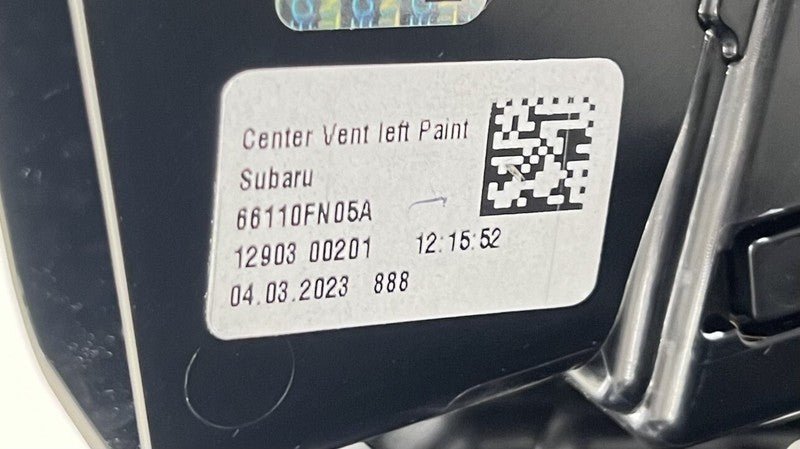 Center Vent left Paint
Subaru
66110FN05A
12903 00201 12:15:52
04.03.2023 888